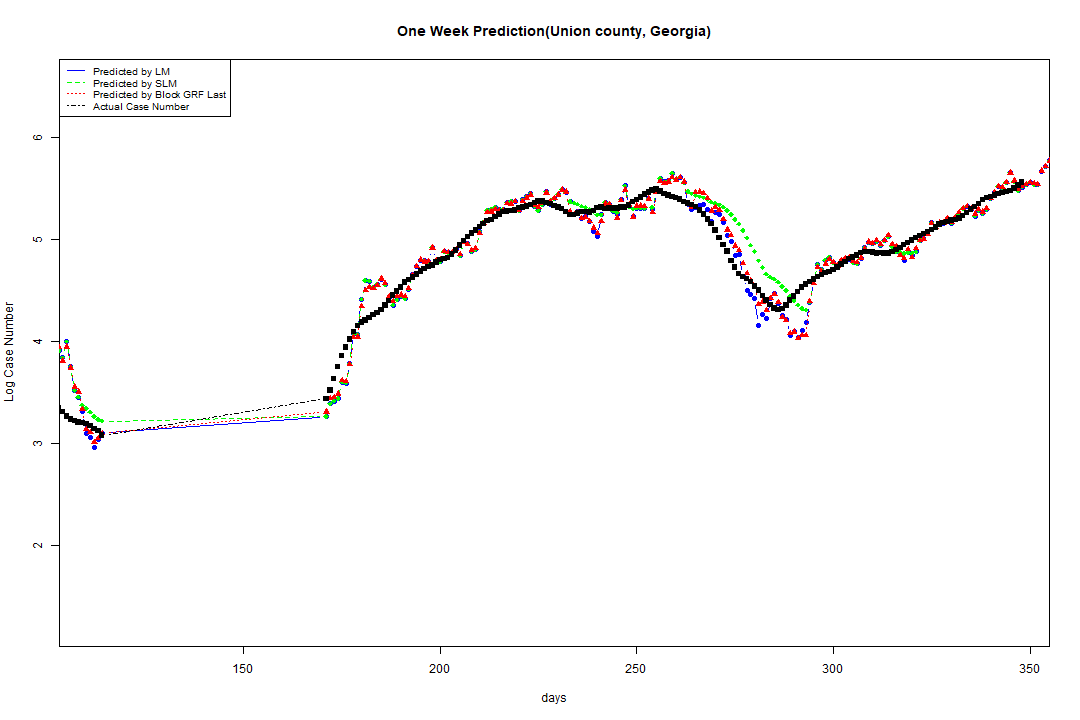 One Week Prediction(Union county, Georgia)
Predicted by LM
Predicted by SLM
Predicted by Block GRF Last
Actual Case Number
6
5
4
3
2
Log Case Number
150 200 250 300 350
days